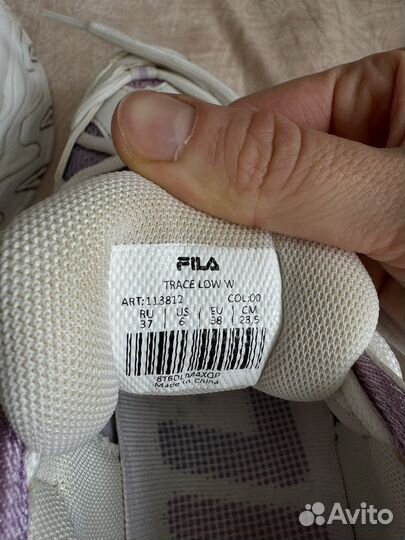 FILA
TRACE LOW W
ART: 113812 COL:00
RU US EU CM
37 6 38 23,5
Made in China
Avito